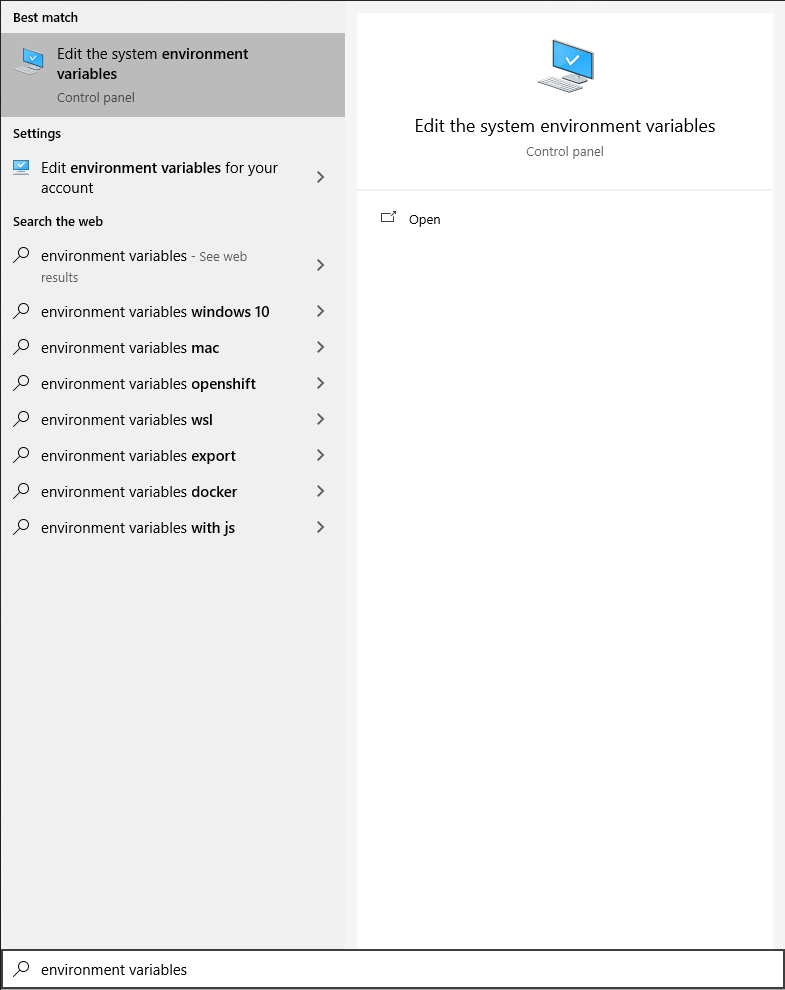 Best match
Edit the system environment
variables
Control panel
Settings
Edit environment variables for your
account
Search the web
environment variables - See web
results
environment variables windows 10
environment variables mac
environment variables openshift
environment variables wsl
environment variables export
environment variables docker
environment variables with js
Edit the system environment variables
Control panel
Open
environment variables